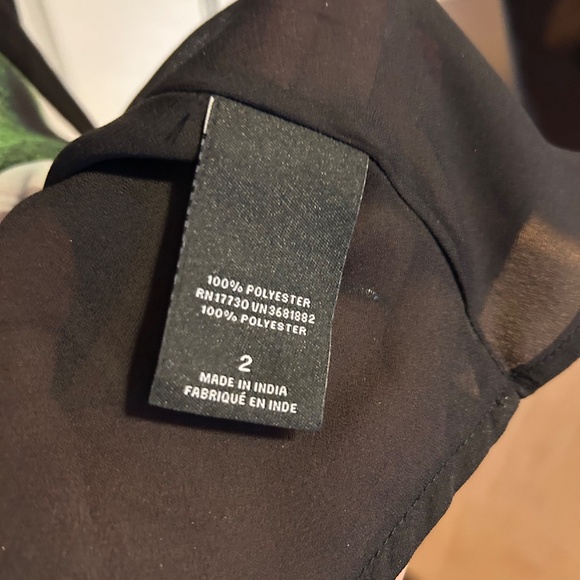 100% POLYESTER
RN17730 UN3681882
100% POLYESTER
2
MADE IN INDIA
FABRIQUÉ EN INDE